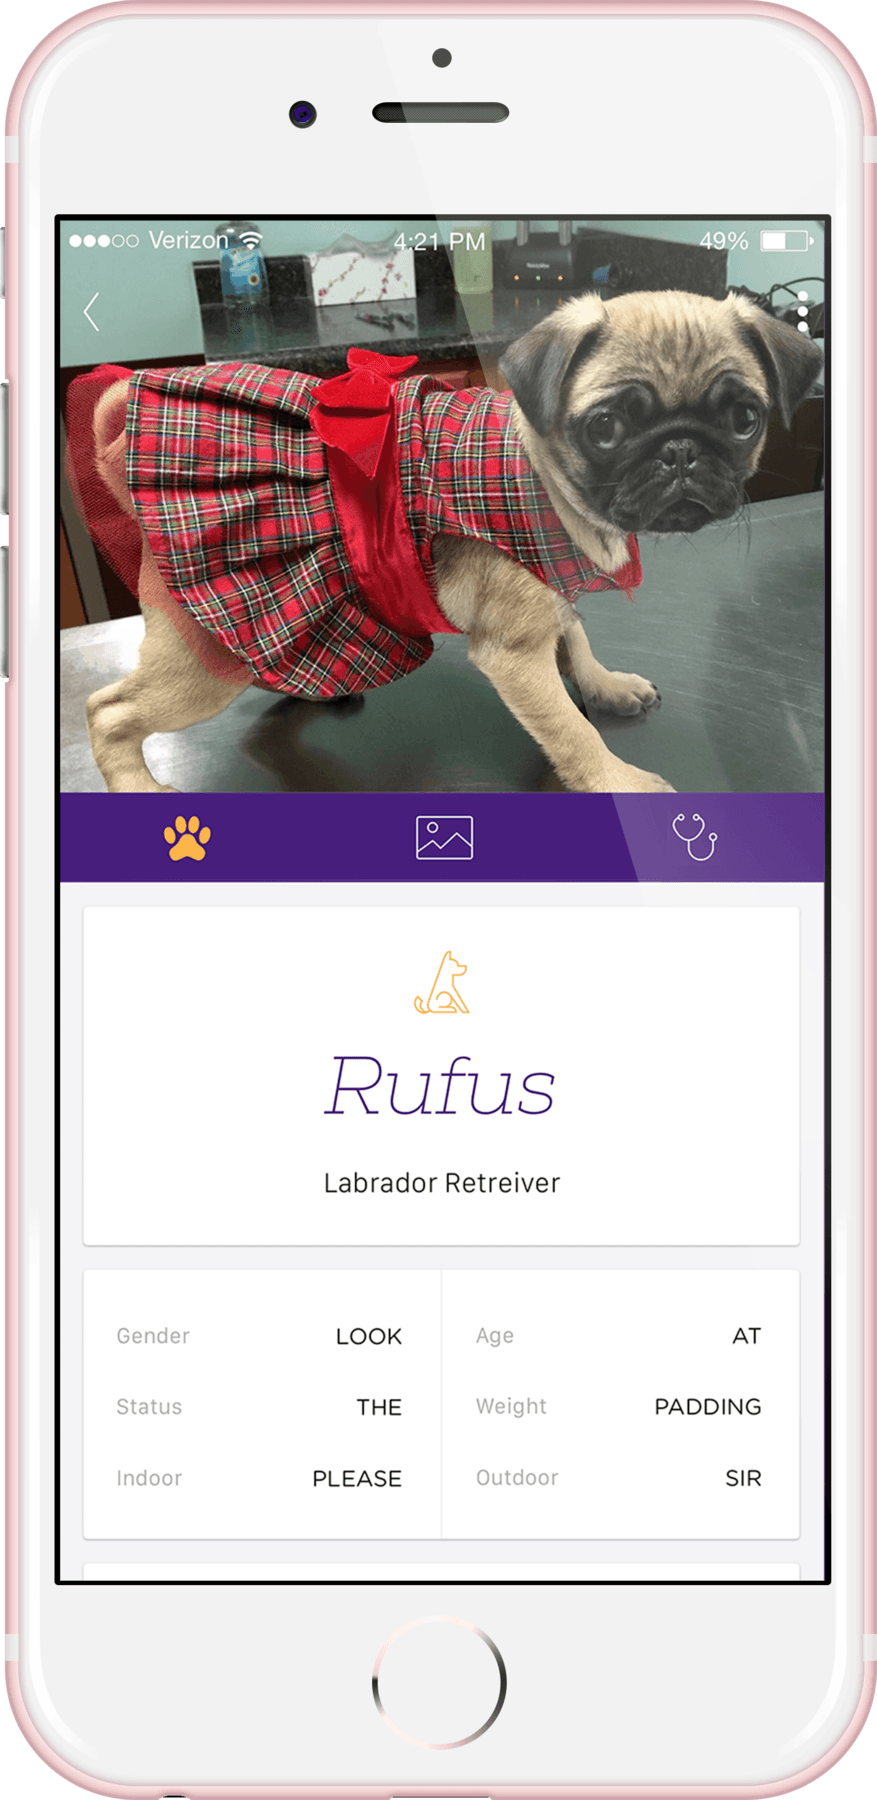 Verizon 4:21 PM 49%
Rufus
Labrador Retreiver
Gender LOOK Age AT
Status THE Weight PADDING
Indoor PLEASE Outdoor SIR